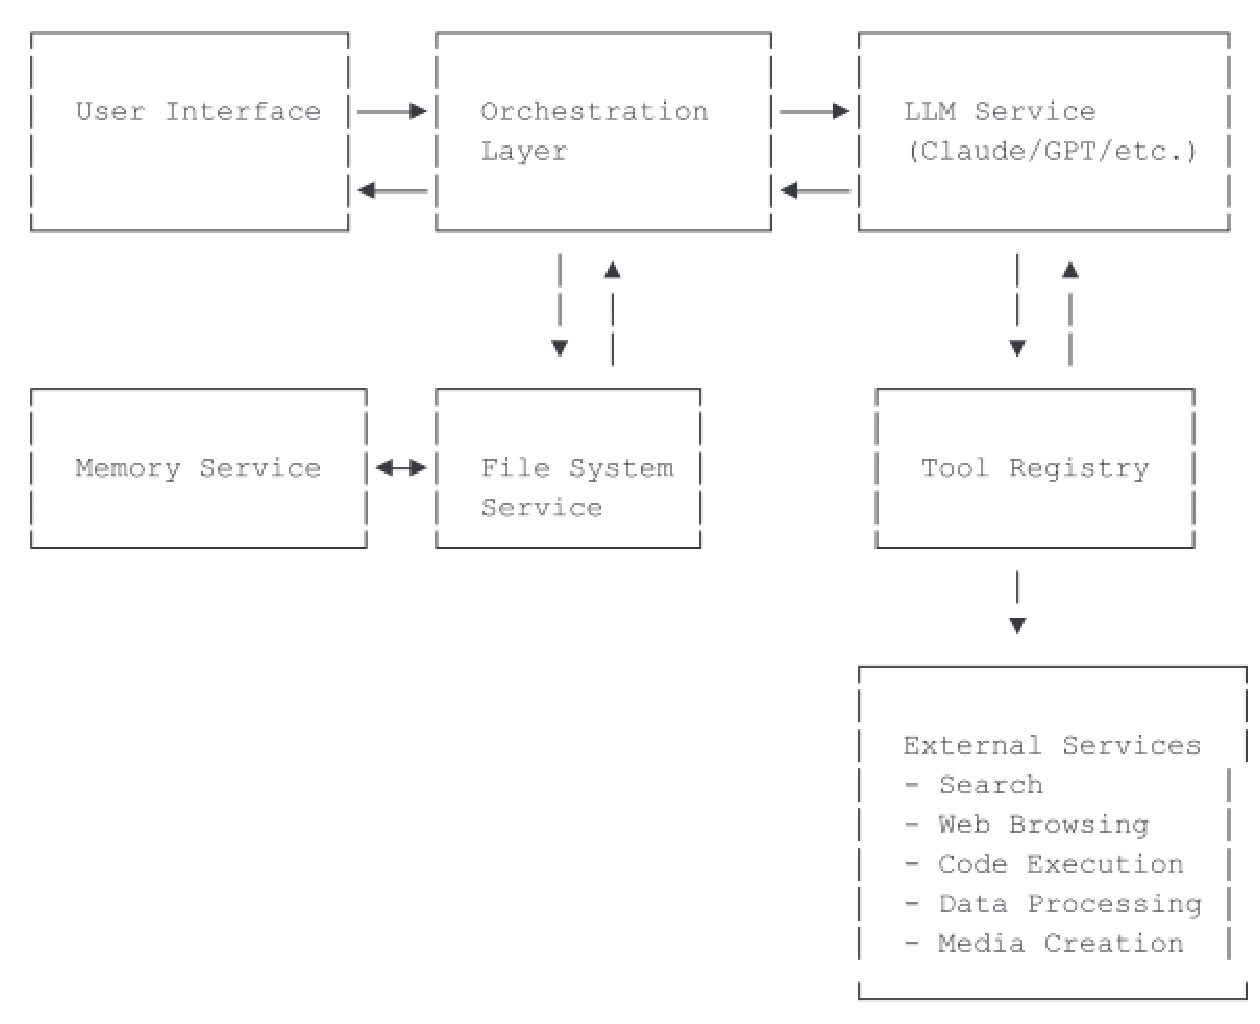 User Interface
Orchestration
Layer
LLM Service
(Claude/GPT/etc.)
Memory Service
File System
Service
Tool Registry
External Services
- Search
- Web Browsing
- Code Execution
- Data Processing
- Media Creation